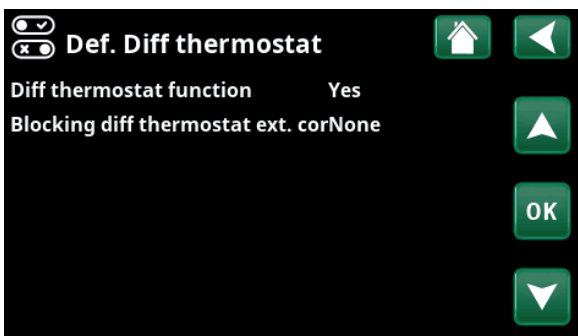 Def. Diff thermostat
Diff thermostat function Yes
Blocking diff thermostat ext. corNone
OK